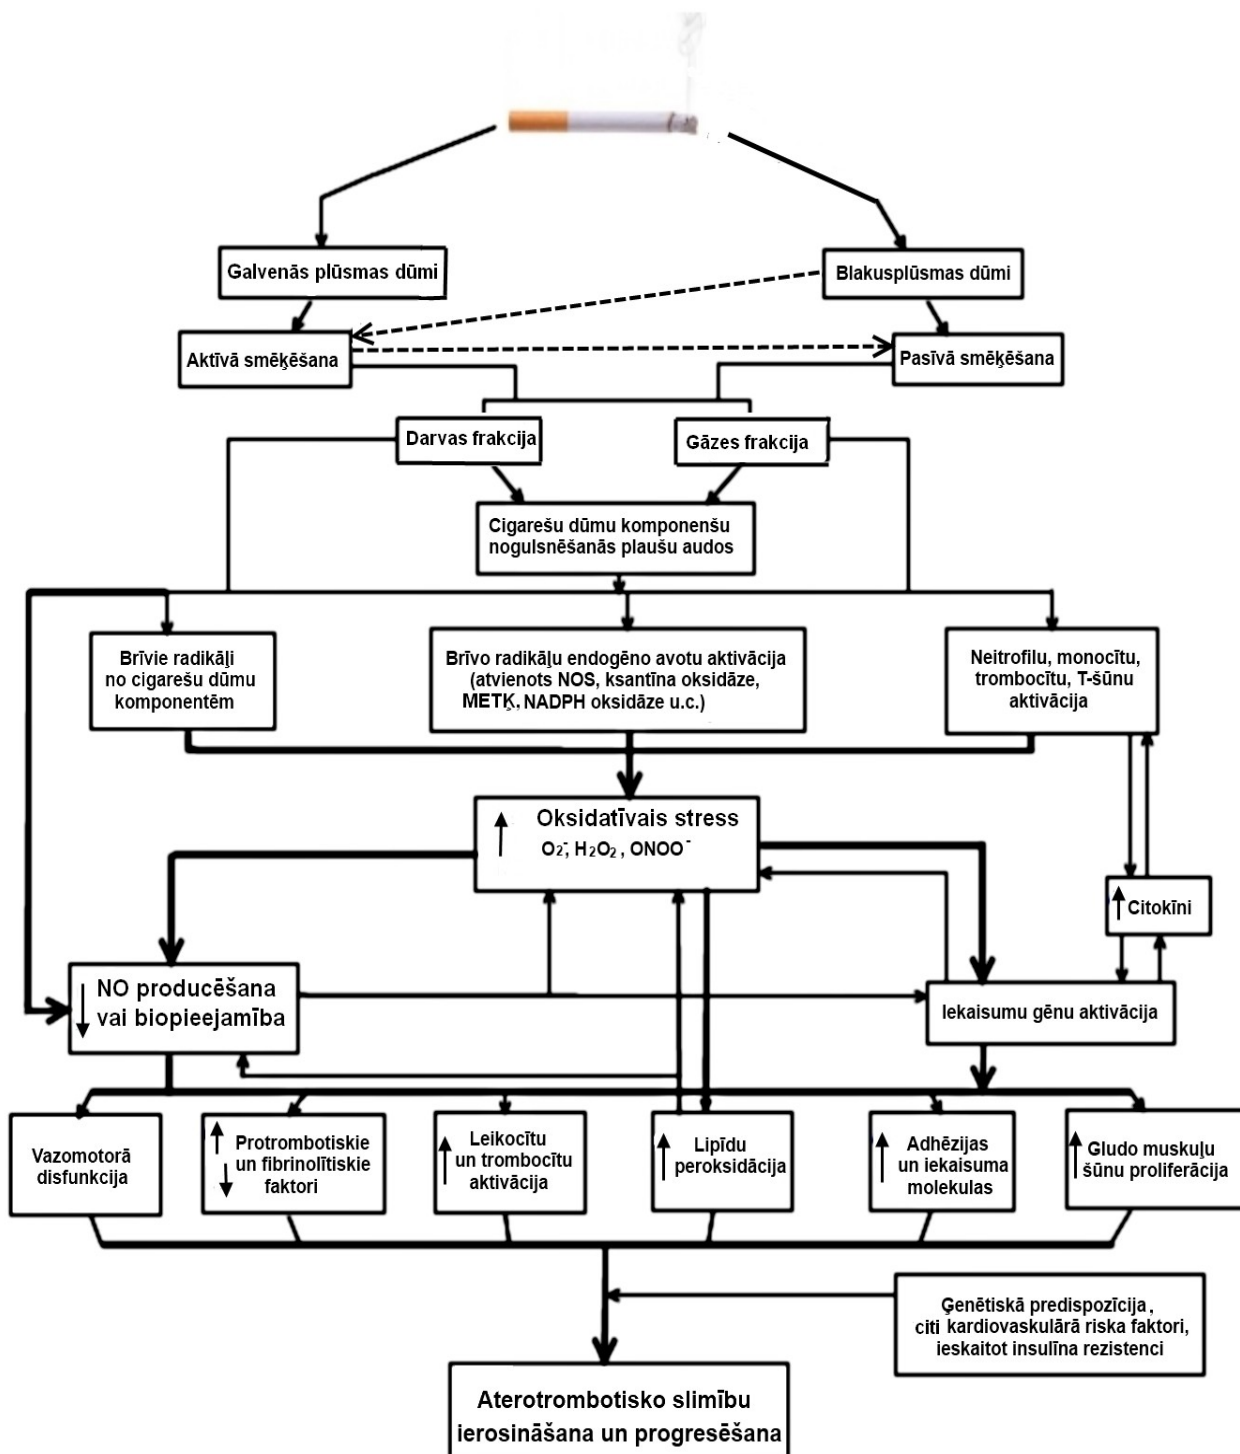 Galvenās plūsmas dūmi
Blakusplūsmas dūmi
Aktīvā smēķēšana
Pasīvā smēķēšana
Darvas frakcija
Gāzes frakcija
Cigarešu dūmu komponenšu
nogulsnēšanās plaušu audos
Brīvie radikāļi
no cigarešu dūmu
komponentēm
Brīvo radikāļu endogēno avotu aktivācija
(atvienots NOS, ksantīna oksidāze,
METĶ, NADPH oksidāze u.c.)
Neitrofilu, monocītu,
trombocītu, T-šūnu
aktivācija
↑ Oksidatīvais stress
O₂⁻, H₂O₂ , ONOO⁻
↑ Citokīni
↓ NO producēšana
vai biopieejamība
Iekaisumu gēnu aktivācija
Vazomotorā
disfunkcija
↑ Protrombotiskie
un fibrinolītiskie
↓ faktori
↑ Leikocītu
un trombocītu
aktivācija
↑ Lipīdu
peroksidācija
↑ Adhēzijas
un iekaisuma
molekulas
↑ Gludo muskuļu
šūnu proliferācija
Ģenētiskā predispozīcija,
citi kardiovaskulārā riska faktori,
ieskaitot insulīna rezistenci
Aterotrombotisko slimību
ierosināšana un progresēšana